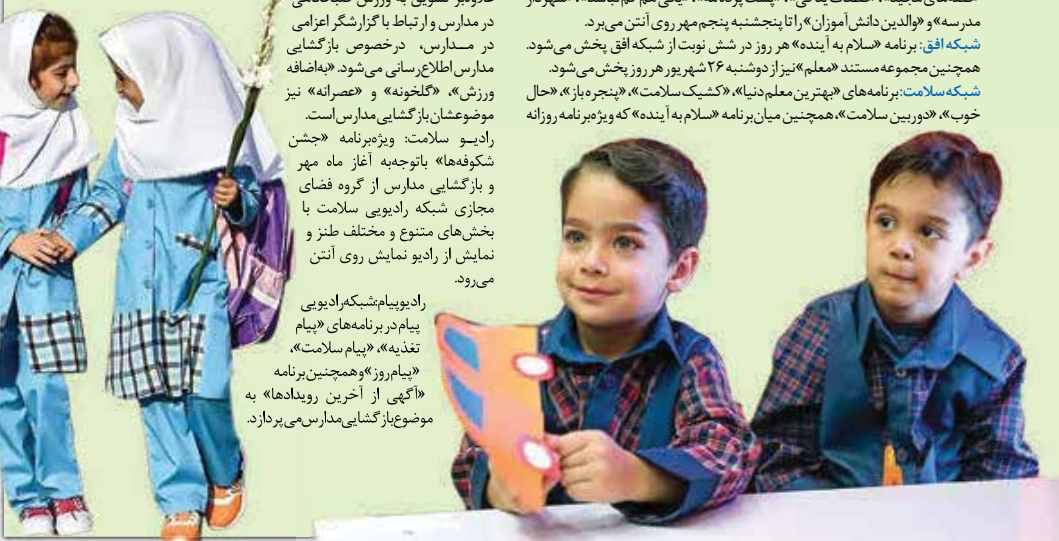 مدرسه» و «والدین دانش‌آموزان» را تا پنجشنبه پنجم مهر روی آنتن می‌برد.
شبکه افق: برنامه «سلام به آینده» هر روز در شش نوبت از شبکه افق پخش می‌شود.
همچنین مجموعه مستند «معلم» نیز از دوشنبه ۲۶ شهریور هر روز پخش می‌شود.
شبکه سلامت: برنامه‌های «بهترین معلم دنیا»، «کشیک سلامت»، «پنجره باز»، «حال
خوب»، «دوربین سلامت»، همچنین میان‌برنامه «سلام به آینده» که ویژه‌برنامه روزانه
در مدارس و ارتباط با گزارشگر اعزامی
در مــدارس، درخصوص بازگشایی
مدارس اطلاع‌رسانی می‌شود. «به‌اضافه
ورزش»، «گلخونه» و «عصرانه» نیز
موضوعشان بازگشایی مدارس است.
رادیــو سلامت: ویژه‌برنامه «جشن
شکوفه‌ها» باتوجه‌به آغاز ماه مهر
و بازگشایی مدارس از گروه فضای
مجازی شبکه رادیویی سلامت با
بخش‌های متنوع و مختلف طنز و
نمایش از رادیو نمایش روی آنتن
می‌رود.
رادیو پیام: شبکه رادیویی
پیام در برنامه‌های «پیام
تغذیه»، «پیام سلامت»،
«پیام روز» و همچنین برنامه
«آگهی از آخرین رویدادها» به
موضوع بازگشایی مدارس می‌پردازد.